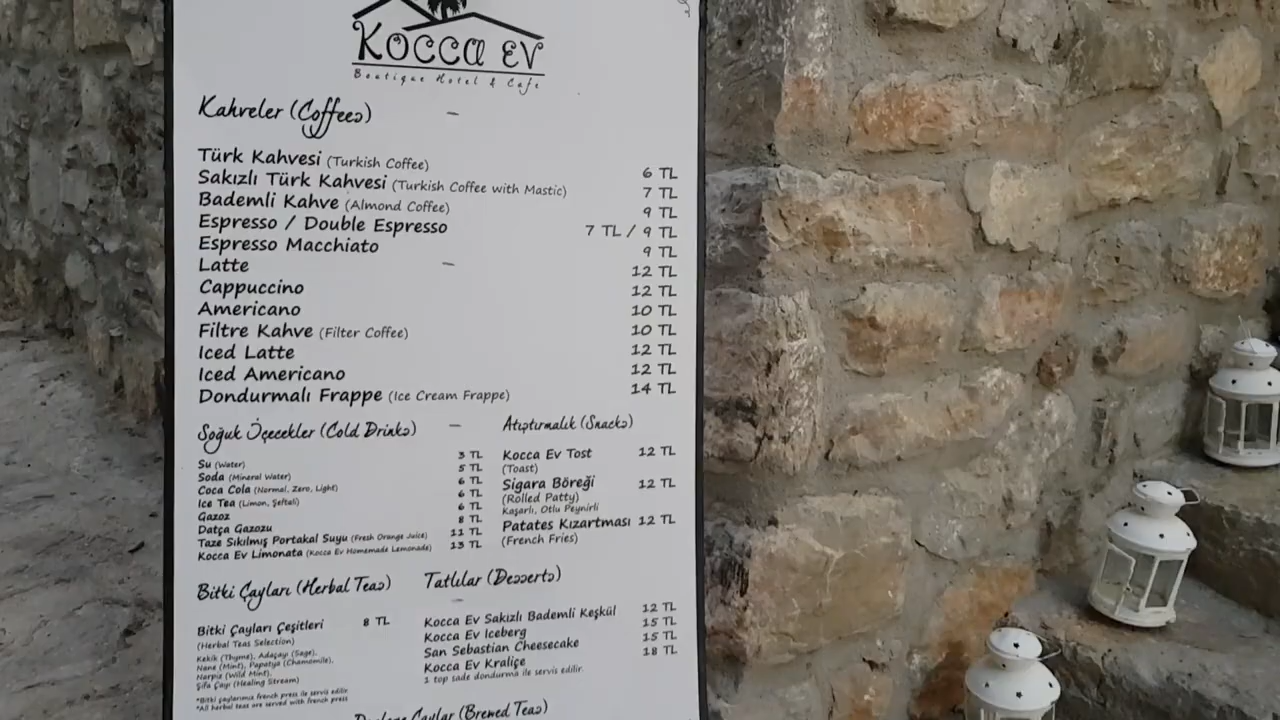 KOCCA EV
Boutique Hotel & Cafe
Kahveler (Coffees)
Türk Kahvesi (Turkish Coffee) 6 TL
Sakızlı Türk Kahvesi (Turkish Coffee with Mastic) 7 TL
Bademli Kahve (Almond Coffee) 9 TL
Espresso / Double Espresso 7 TL / 9 TL
Espresso Macchiato 9 TL
Latte 12 TL
Cappuccino 12 TL
Americano 10 TL
Filtre Kahve (Filter Coffee) 10 TL
Iced Latte 12 TL
Iced Americano 12 TL
Dondurmalı Frappe (Ice Cream Frappe) 14 TL
Soğuk İçecekler (Cold Drinks)
Su (Water) 3 TL
Soda (Mineral Water) 5 TL
Coca Cola (Normal, Zero, Light) 6 TL
Ice Tea (Limon, Şeftali) 6 TL
Gazoz 6 TL
Datça Gazozu 8 TL
Taze Sıkılmış Portakal Suyu (Fresh Orange Juice) 11 TL
Kocca Ev Limonata (Kocca Ev Homemade Lemonade) 13 TL
Atıştırmalık (Snacks)
Kocca Ev Tost 12 TL
(Toast)
Sigara Böreği 12 TL
(Rolled Patty)
Kaşarlı, Otlu Peynirli
Patates Kızartması 12 TL
(French Fries)
Bitki Çayları (Herbal Teas)
Bitki Çayları Çeşitleri 8 TL
(Herbal Teas Selection)
Kekik (Thyme), Adaçayı (Sage),
Nane (Mint), Papatya (Chamomile),
Narpız (Wild Mint),
Şifa Çayı (Healing Stream)
*Bitki çaylarımız french press ile servis edilir
*All herbal teas are served with french press
Tatlılar (Desserts)
Kocca Ev Sakızlı Bademli Keşkül 12 TL
Kocca Ev Iceberg 15 TL
San Sebastian Cheesecake 15 TL
Kocca Ev Kraliçe 18 TL
1 top sade dondurma ile servis edilir.
Demleme Çaylar (Brewed Teas)